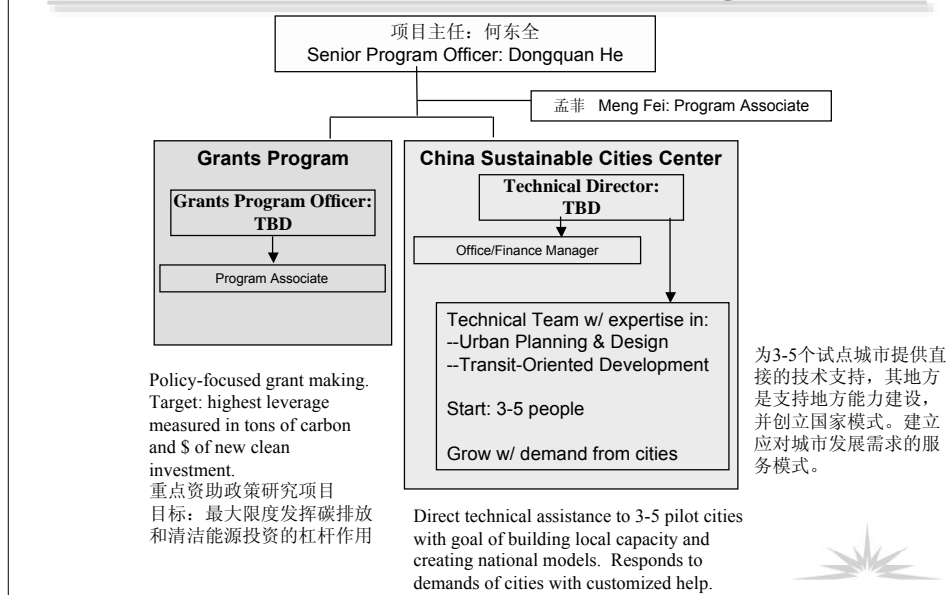 项目主任：何东全
Senior Program Officer: Dongquan He
孟菲 Meng Fei: Program Associate
Grants Program
Grants Program Officer:
TBD
Program Associate
China Sustainable Cities Center
Technical Director:
TBD
Office/Finance Manager
Technical Team w/ expertise in:
--Urban Planning & Design
--Transit-Oriented Development
Start: 3-5 people
Grow w/ demand from cities
Policy-focused grant making.
Target: highest leverage
measured in tons of carbon
and $ of new clean
investment.
重点资助政策研究项目
目标：最大限度发挥碳排放
和清洁能源投资的杠杆作用
Direct technical assistance to 3-5 pilot cities
with goal of building local capacity and
creating national models.  Responds to
demands of cities with customized help.
为3-5个试点城市提供直
接的技术支持，其地方
是支持地方能力建设，
并创立国家模式。建立
应对城市发展需求的服
务模式。